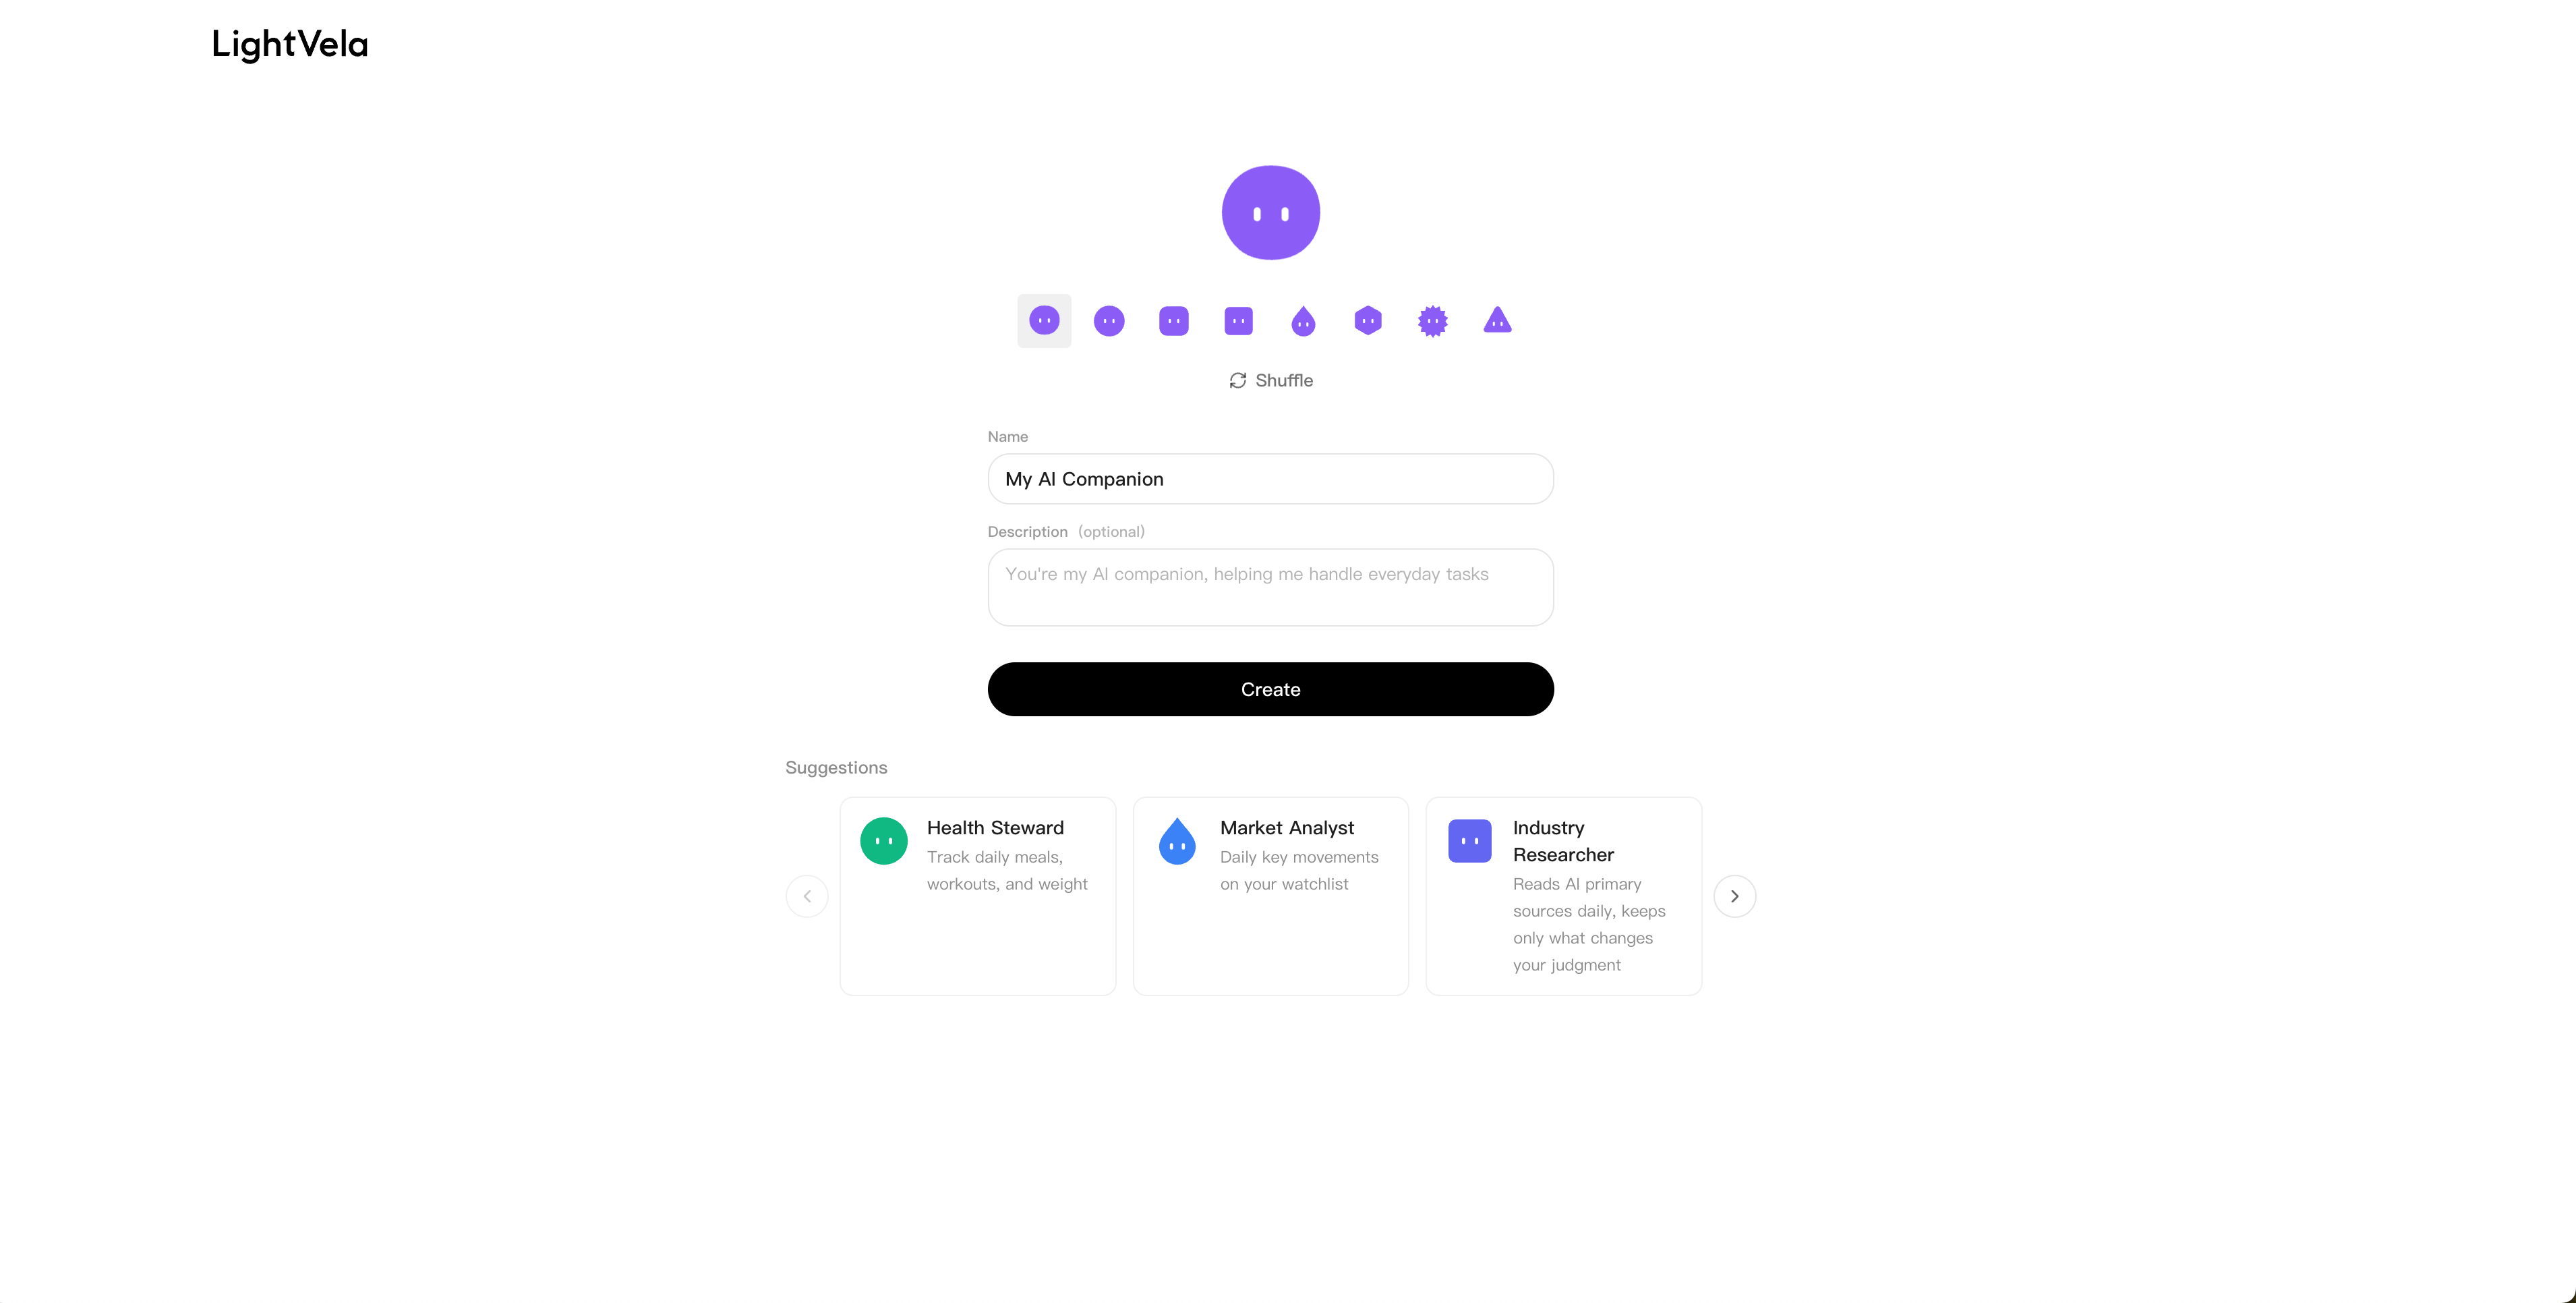 LightVela
Shuffle
Name
My AI Companion
Description (optional)
You're my AI companion, helping me handle everyday tasks
Create
Suggestions
Health Steward
Track daily meals,
workouts, and weight
Market Analyst
Daily key movements
on your watchlist
Industry
Researcher
Reads AI primary
sources daily, keeps
only what changes
your judgment